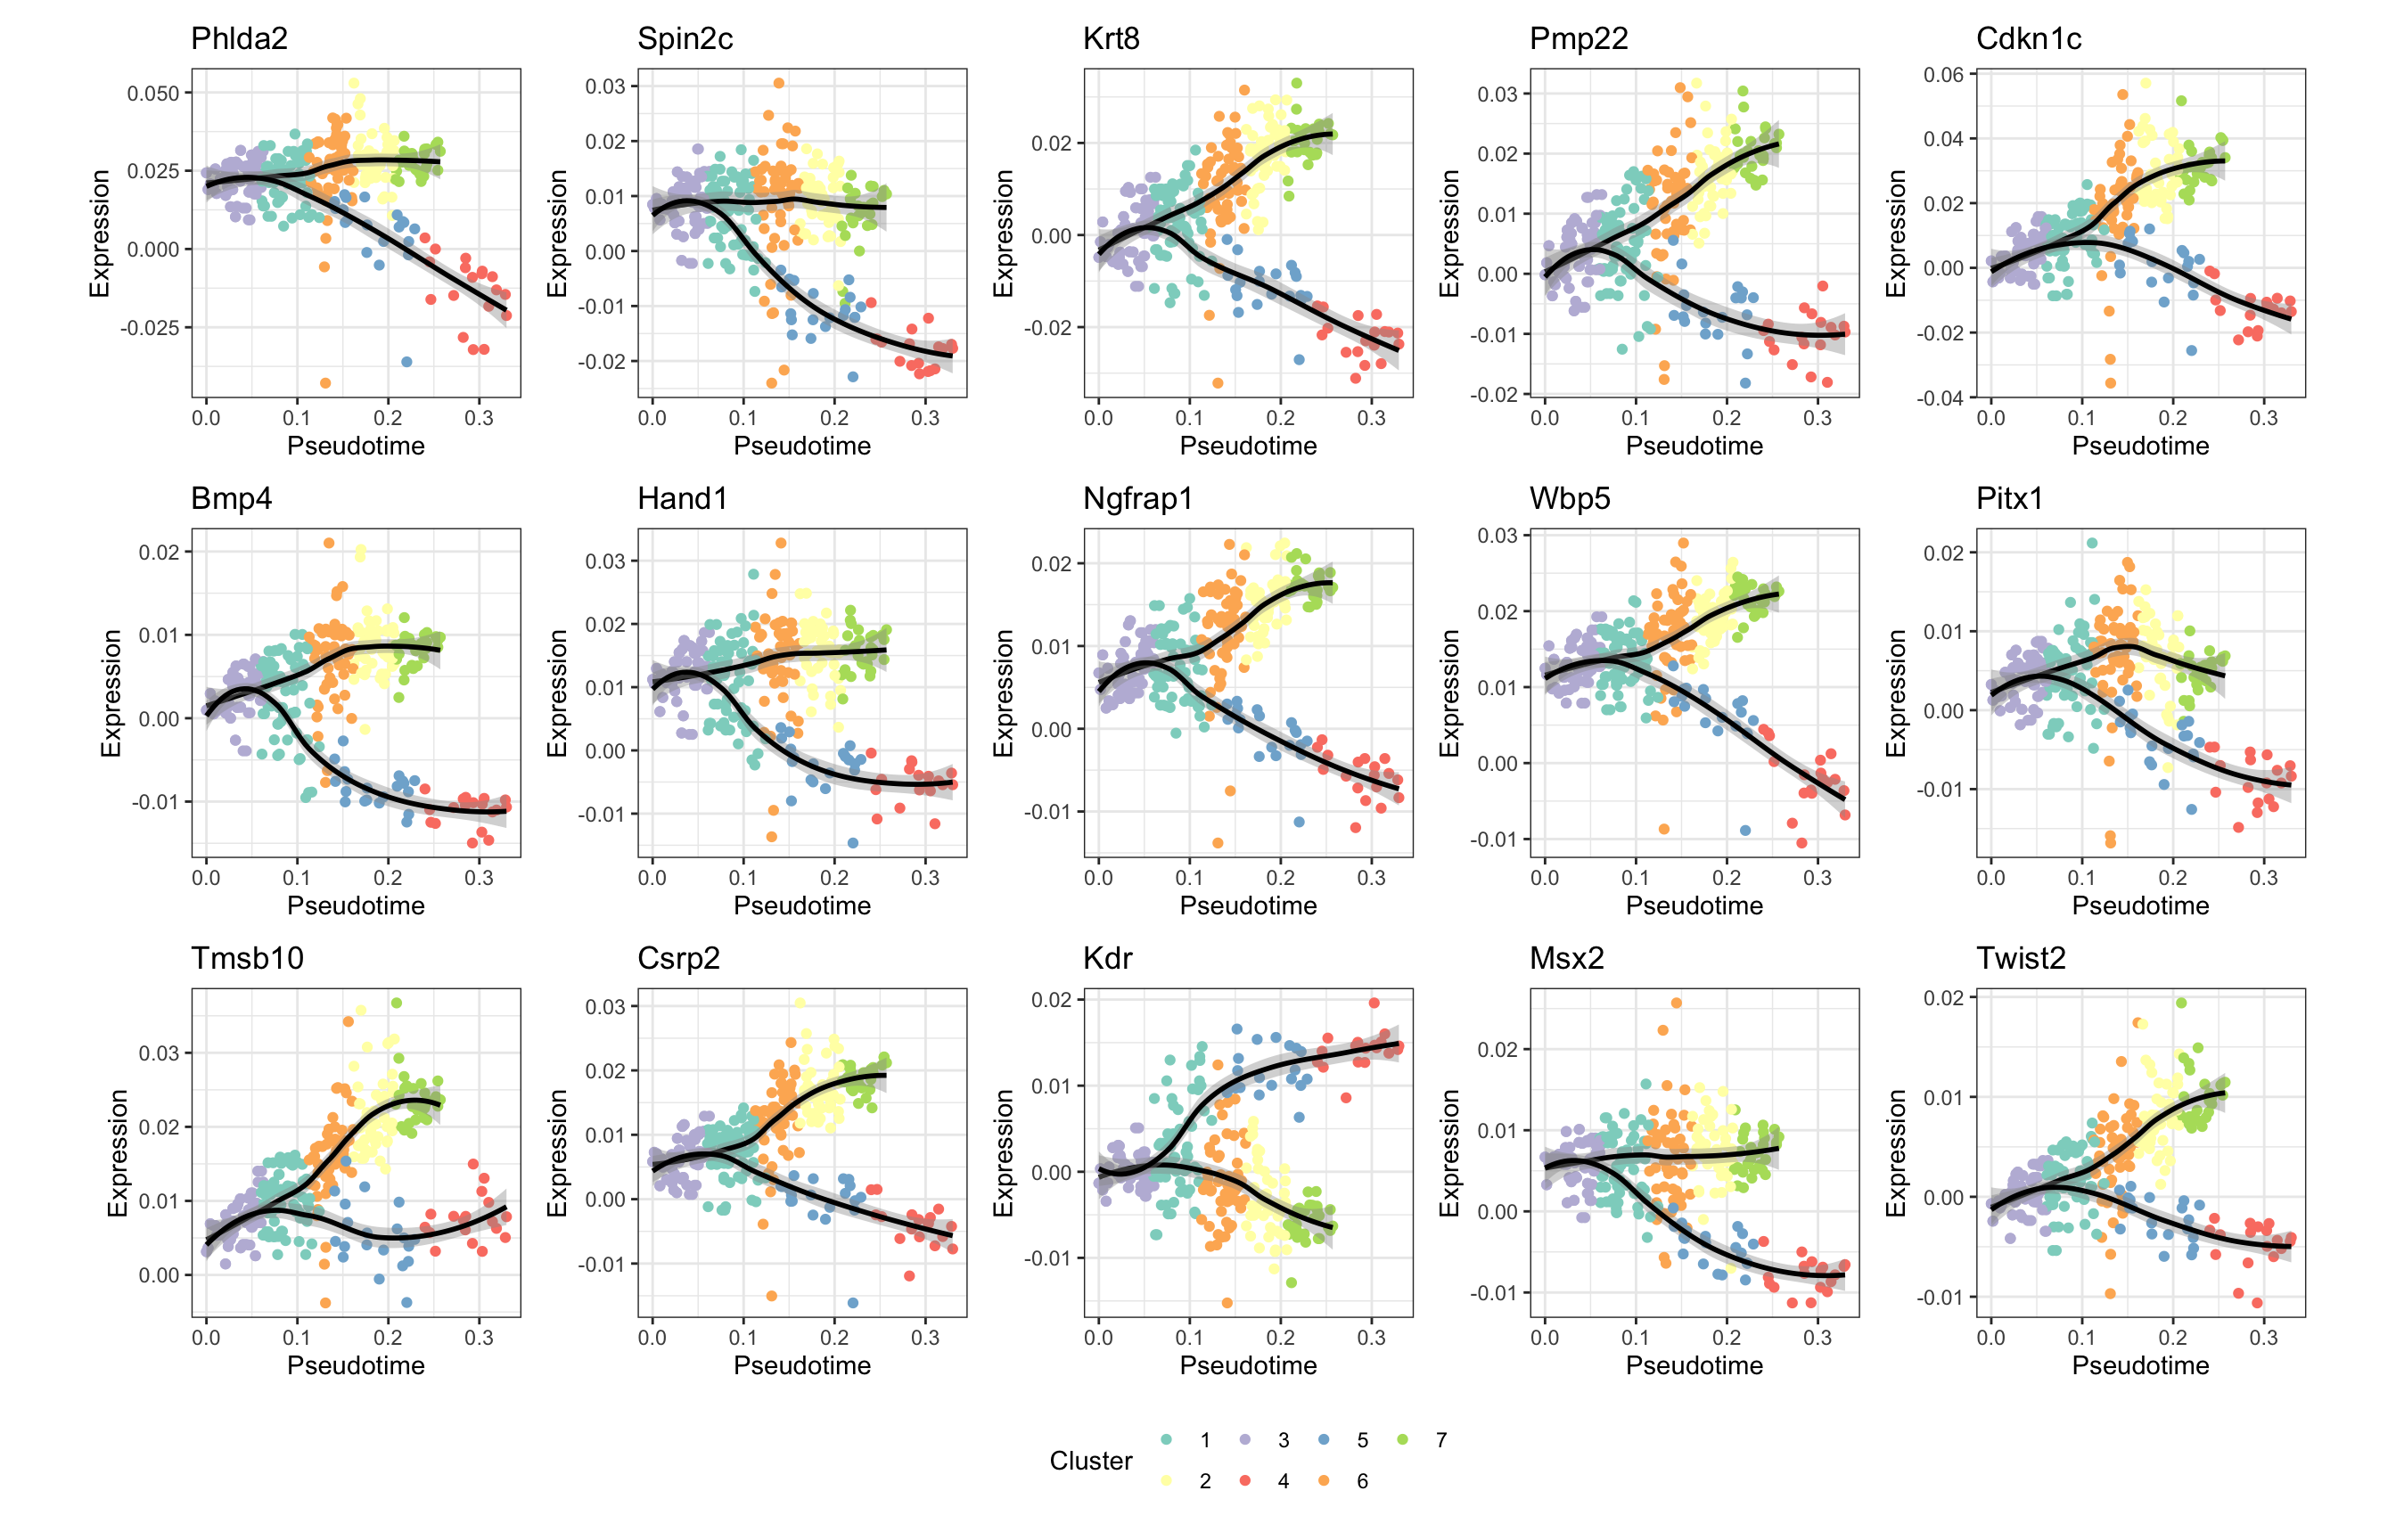 Phlda2 Spin2c Krt8 Pmp22 Cdkn1c
Expression Expression Expression Expression Expression
0.050 0.025 0.000 -0.025
0.03 0.02 0.01 0.00 -0.01 -0.02
0.02 0.00 -0.02
0.03 0.02 0.01 0.00 -0.01 -0.02
0.06 0.04 0.02 0.00 -0.02 -0.04
0.0 0.1 0.2 0.3 0.0 0.1 0.2 0.3 0.0 0.1 0.2 0.3 0.0 0.1 0.2 0.3 0.0 0.1 0.2 0.3
Pseudotime Pseudotime Pseudotime Pseudotime Pseudotime
Bmp4 Hand1 Ngfrap1 Wbp5 Pitx1
Expression Expression Expression Expression Expression
0.02 0.01 0.00 -0.01
0.03 0.02 0.01 0.00 -0.01
0.02 0.01 0.00 -0.01
0.03 0.02 0.01 0.00 -0.01
0.02 0.01 0.00 -0.01
0.0 0.1 0.2 0.3 0.0 0.1 0.2 0.3 0.0 0.1 0.2 0.3 0.0 0.1 0.2 0.3 0.0 0.1 0.2 0.3
Pseudotime Pseudotime Pseudotime Pseudotime Pseudotime
Tmsb10 Csrp2 Kdr Msx2 Twist2
Expression Expression Expression Expression Expression
0.03 0.02 0.01 0.00
0.03 0.02 0.01 0.00 -0.01
0.02 0.01 0.00 -0.01
0.02 0.01 0.00 -0.01
0.02 0.01 0.00 -0.01
0.0 0.1 0.2 0.3 0.0 0.1 0.2 0.3 0.0 0.1 0.2 0.3 0.0 0.1 0.2 0.3 0.0 0.1 0.2 0.3
Pseudotime Pseudotime Pseudotime Pseudotime Pseudotime
Cluster
1 3 5 7
2 4 6